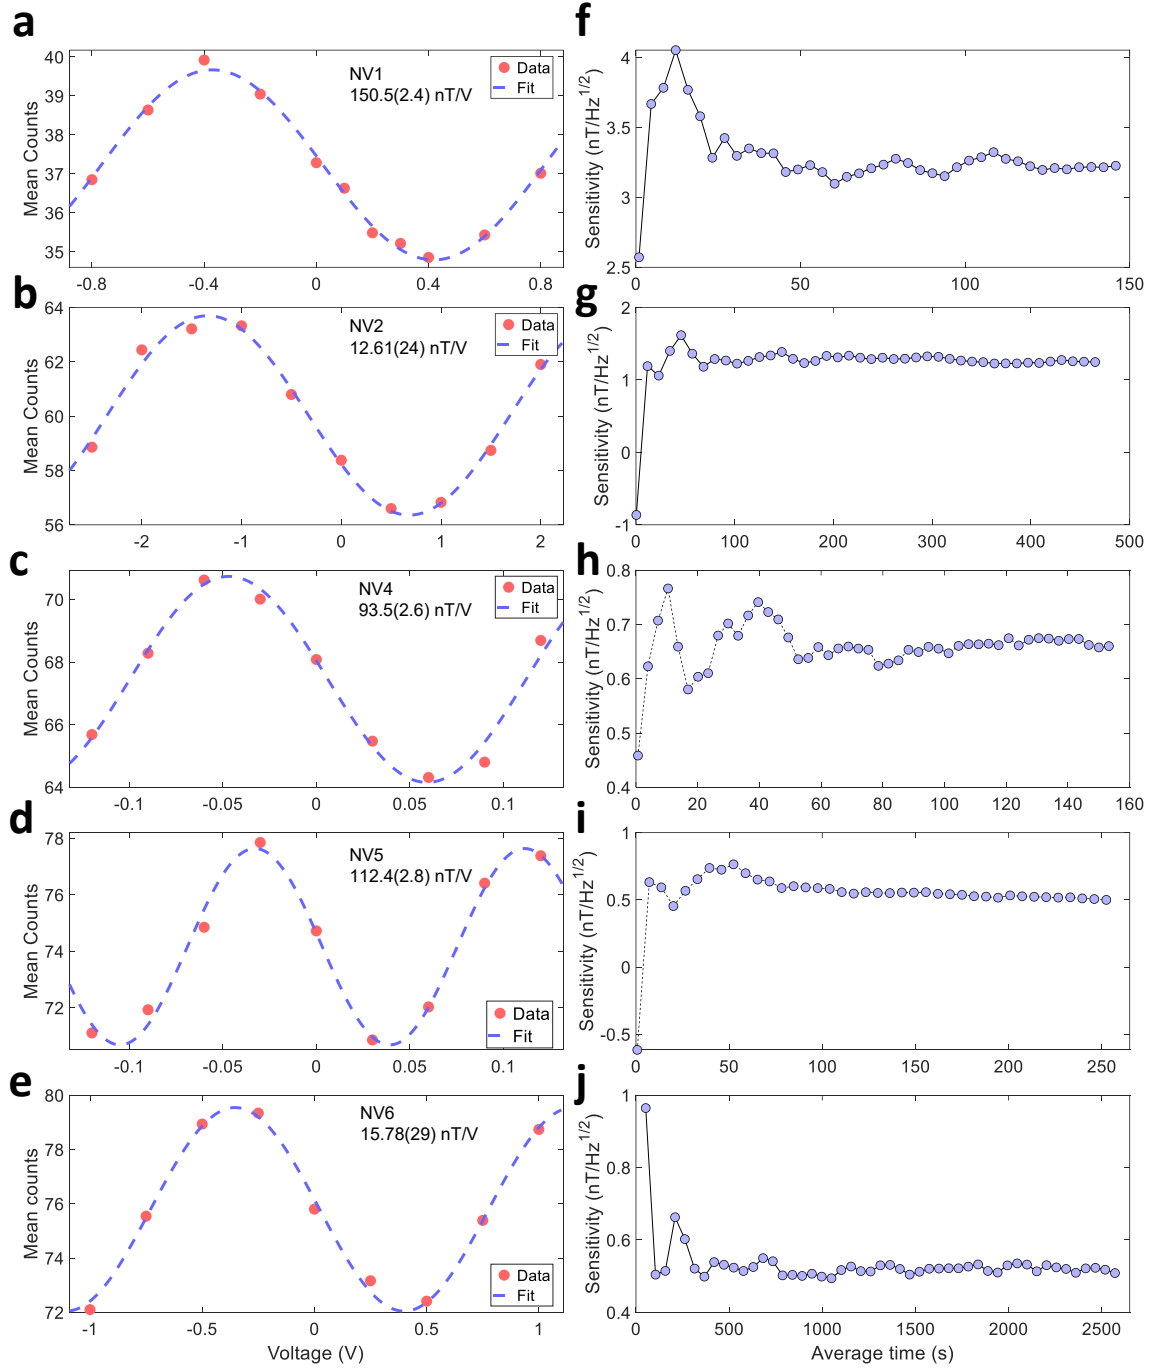 a
40
39
38
37
36
35
Mean Counts
NV1
150.5(2.4) nT/V
Data
Fit
-0.8
-0.4
0
0.4
0.8
f
4
3.5
3
2.5
Sensitivity (nT/Hz^1/2)
0
50
100
150
b
64
62
60
58
56
Mean Counts
NV2
12.61(24) nT/V
Data
Fit
-2
-1
0
1
2
g
2
1
0
-1
Sensitivity (nT/Hz^1/2)
0
100
200
300
400
500
c
70
68
66
64
Mean Counts
NV4
93.5(2.6) nT/V
Data
Fit
-0.1
-0.05
0
0.05
0.1
h
0.8
0.7
0.6
0.5
0.4
Sensitivity (nT/Hz^1/2)
0
20
40
60
80
100
120
140
160
d
78
76
74
72
Mean Counts
NV5
112.4(2.8) nT/V
Data
Fit
-0.1
-0.05
0
0.05
0.1
i
1
0.5
0
-0.5
Sensitivity (nT/Hz^1/2)
0
50
100
150
200
250
e
80
78
76
74
72
Mean counts
NV6
15.78(29) nT/V
Data
Fit
-1
-0.5
0
0.5
1
Voltage (V)
j
1
0.8
0.6
0.4
Sensitivity (nT/Hz^1/2)
0
500
1000
1500
2000
2500
Average time (s)